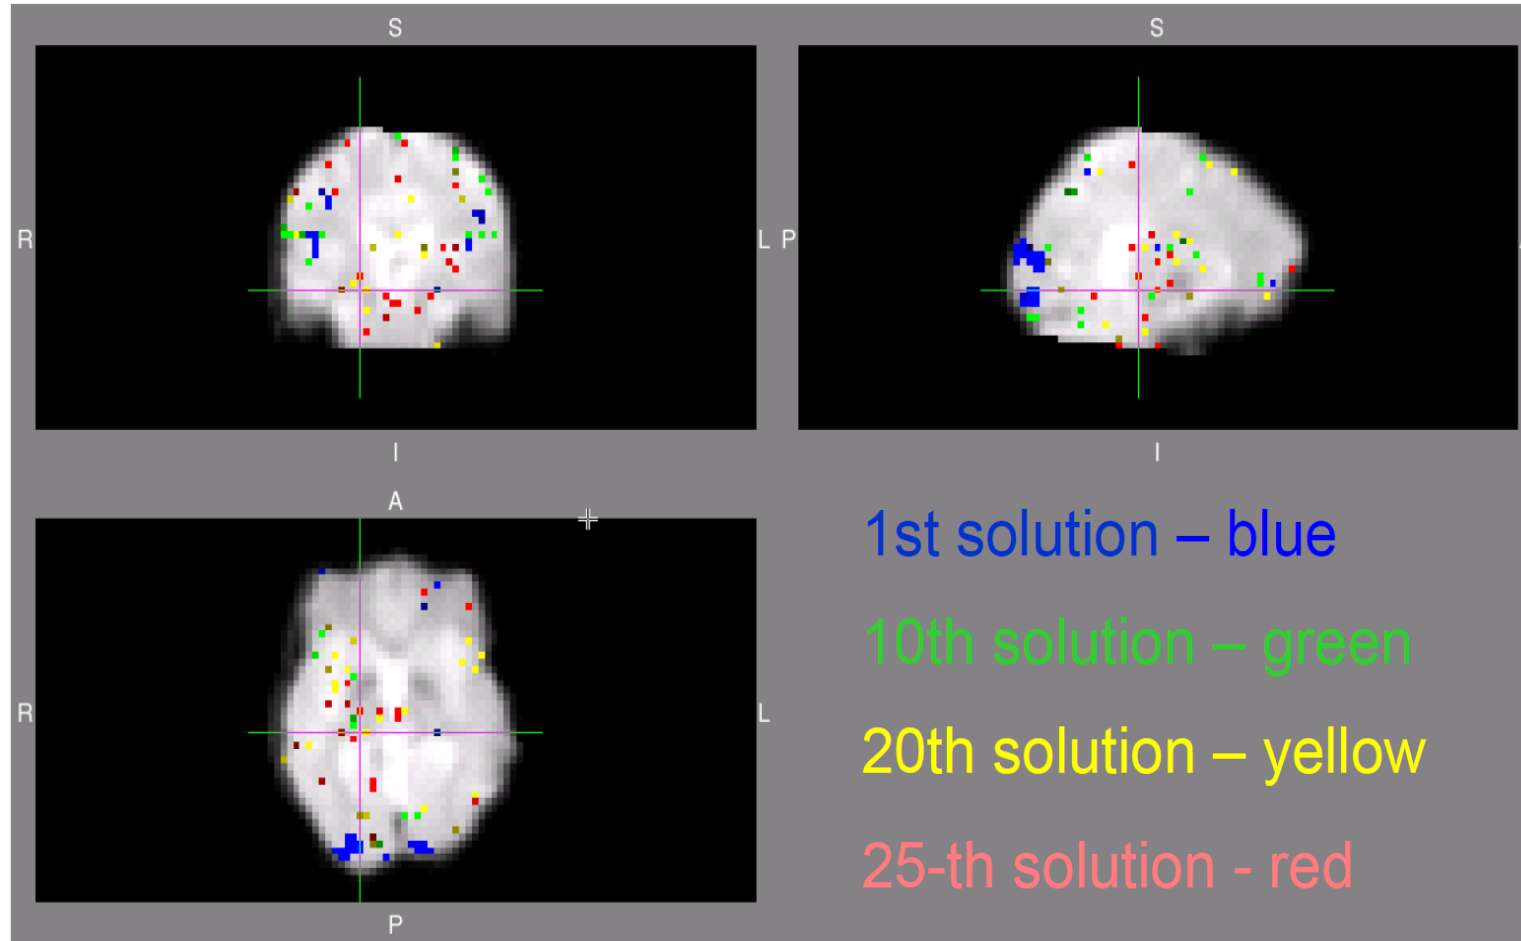 S
S
R
L
P
I
I
A
1st solution – blue
10th solution – green
R
L
20th solution – yellow
25-th solution - red
P